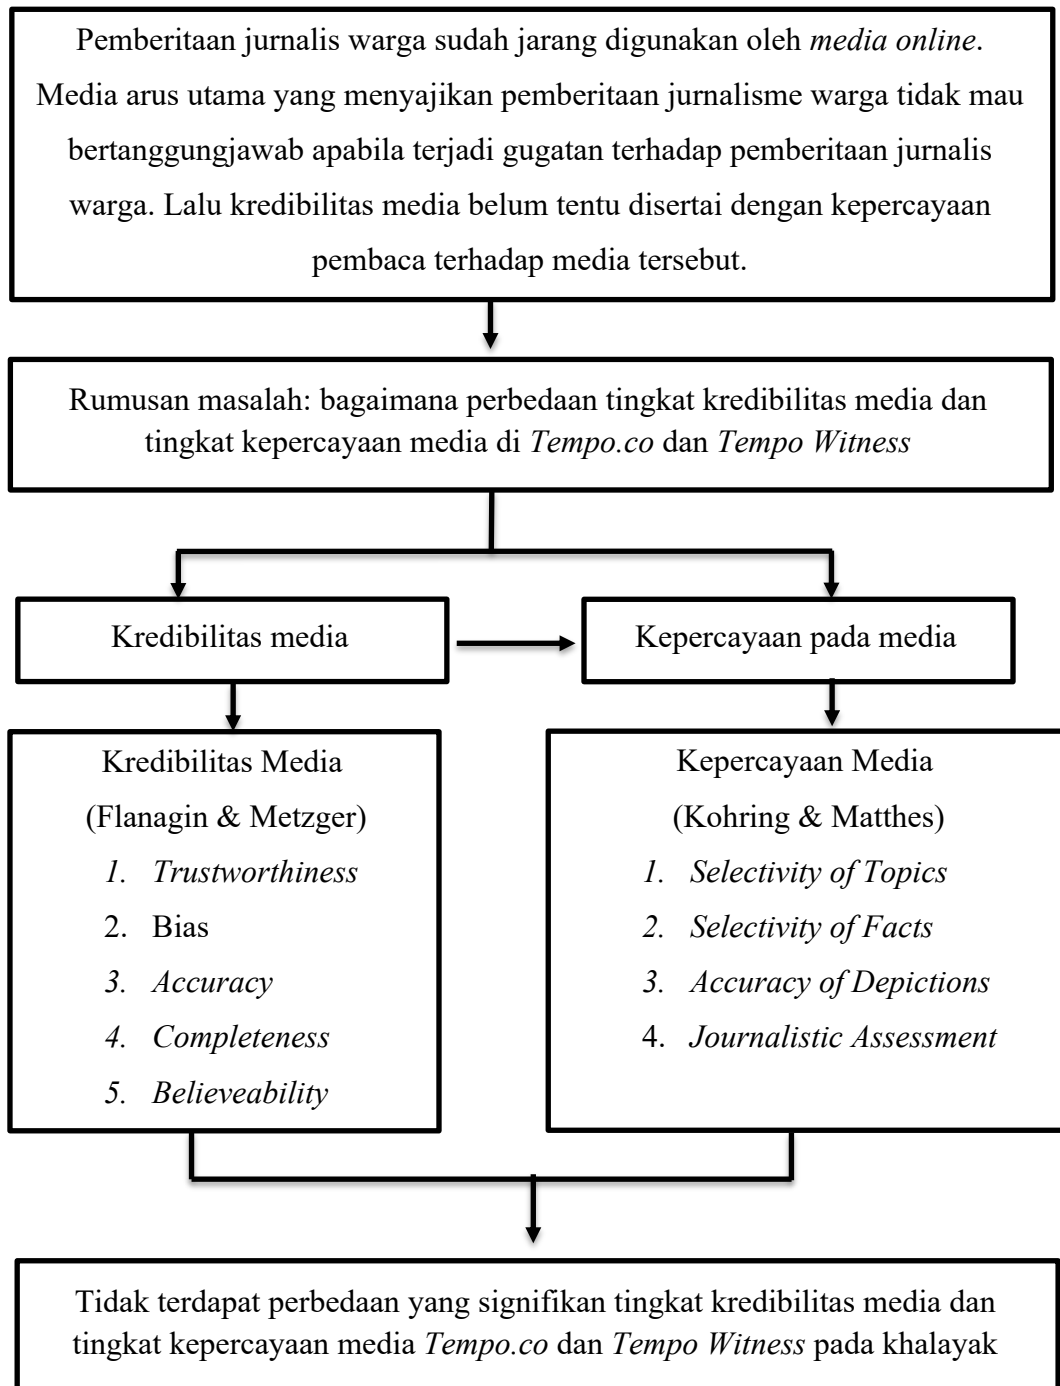 Pemberitaan jurnalis warga sudah jarang digunakan oleh media online.
Media arus utama yang menyajikan pemberitaan jurnalisme warga tidak mau
bertanggungjawab apabila terjadi gugatan terhadap pemberitaan jurnalis
warga. Lalu kredibilitas media belum tentu disertai dengan kepercayaan
pembaca terhadap media tersebut.
Rumusan masalah: bagaimana perbedaan tingkat kredibilitas media dan
tingkat kepercayaan media di Tempo.co dan Tempo Witness
Kredibilitas media
Kepercayaan pada media
Kredibilitas Media
(Flanagin & Metzger)
1. Trustworthiness
2. Bias
3. Accuracy
4. Completeness
5. Believeability
Kepercayaan Media
(Kohring & Matthes)
1. Selectivity of Topics
2. Selectivity of Facts
3. Accuracy of Depictions
4. Journalistic Assessment
Tidak terdapat perbedaan yang signifikan tingkat kredibilitas media dan
tingkat kepercayaan media Tempo.co dan Tempo Witness pada khalayak